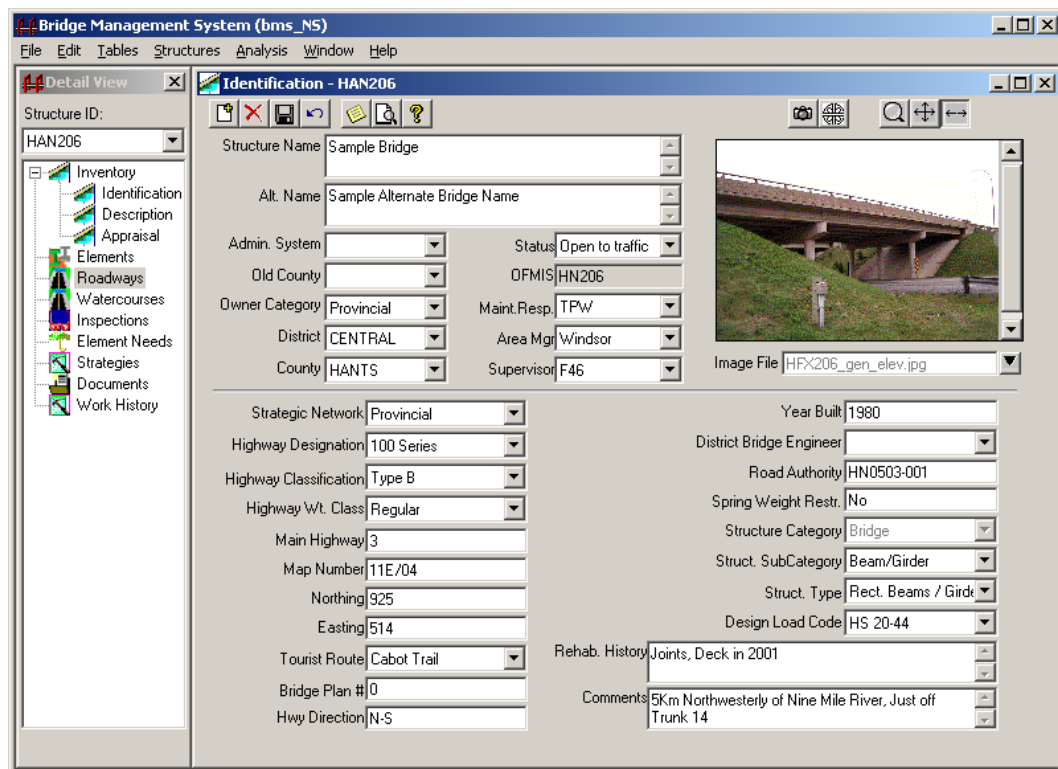 Bridge Management System (bms_NS)
File Edit Tables Structures Analysis Window Help
Detail View
Structure ID:
HAN206
Inventory
Identification
Description
Appraisal
Elements
Roadways
Watercourses
Inspections
Element Needs
Strategies
Documents
Work History
Identification - HAN206
Structure Name Sample Bridge
Alt. Name Sample Alternate Bridge Name
Admin. System Status Open to traffic
Old County OFMIS HN206
Owner Category Provincial Maint.Resp. TPW
District CENTRAL Area Mgr Windsor
County HANTS Supervisor F46
Image File HFX206_gen_elev.jpg
Strategic Network Provincial
Highway Designation 100 Series
Highway Classification Type B
Highway Wt. Class Regular
Main Highway 3
Map Number 11E/04
Northing 925
Easting 514
Tourist Route Cabot Trail
Bridge Plan # 0
Hwy Direction N-S
Year Built 1980
District Bridge Engineer
Road Authority HN0503-001
Spring Weight Restr. No
Structure Category Bridge
Struct. SubCategory Beam/Girder
Struct. Type Rect. Beams / Girde
Design Load Code HS 20-44
Rehab. History Joints, Deck in 2001
Comments 5Km Northwesterly of Nine Mile River, Just off
Trunk 14